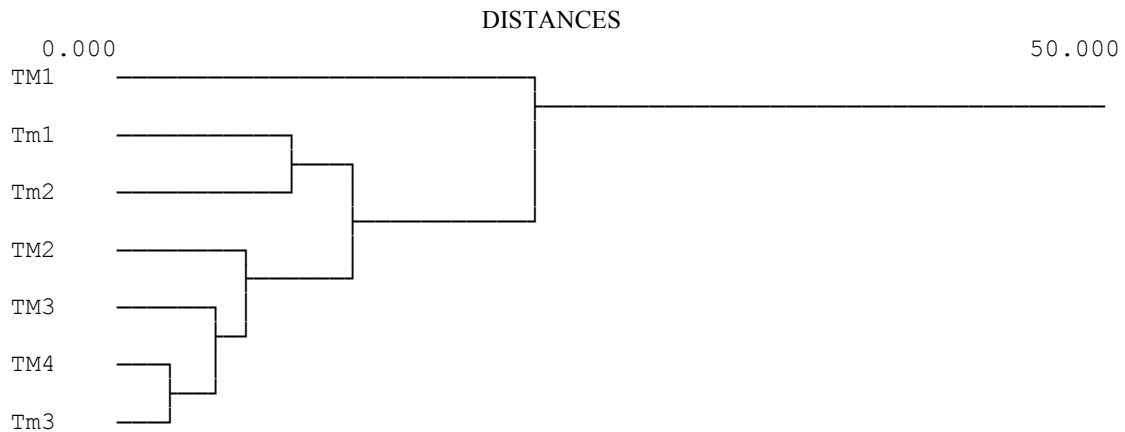 DISTANCES
0.000 50.000
TM1
Tm1
Tm2
TM2
TM3
TM4
Tm3